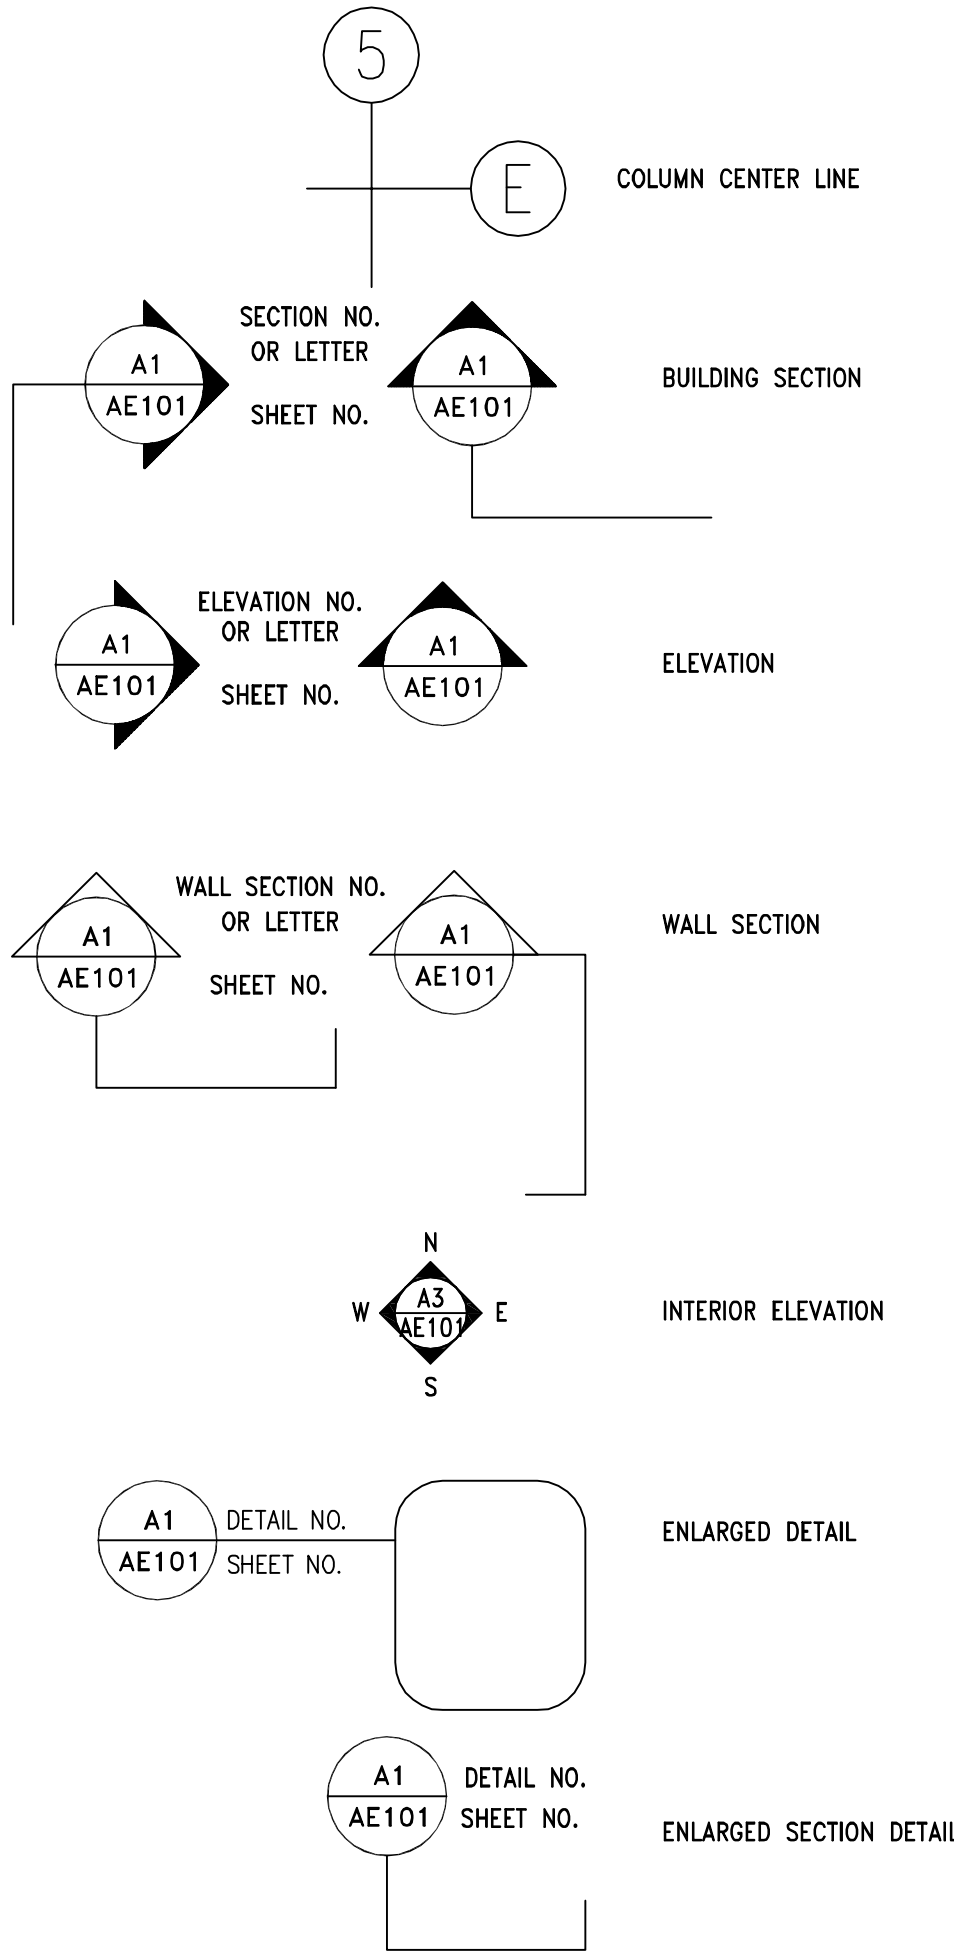 5
E
COLUMN CENTER LINE
A1
AE101
SECTION NO.
OR LETTER
SHEET NO.
A1
AE101
BUILDING SECTION
A1
AE101
ELEVATION NO.
OR LETTER
SHEET NO.
A1
AE101
ELEVATION
A1
AE101
WALL SECTION NO.
OR LETTER
SHEET NO.
A1
AE101
WALL SECTION
N
W
A3
AE101
E
S
INTERIOR ELEVATION
A1
AE101
DETAIL NO.
SHEET NO.
ENLARGED DETAIL
A1
AE101
DETAIL NO.
SHEET NO.
ENLARGED SECTION DETAIL